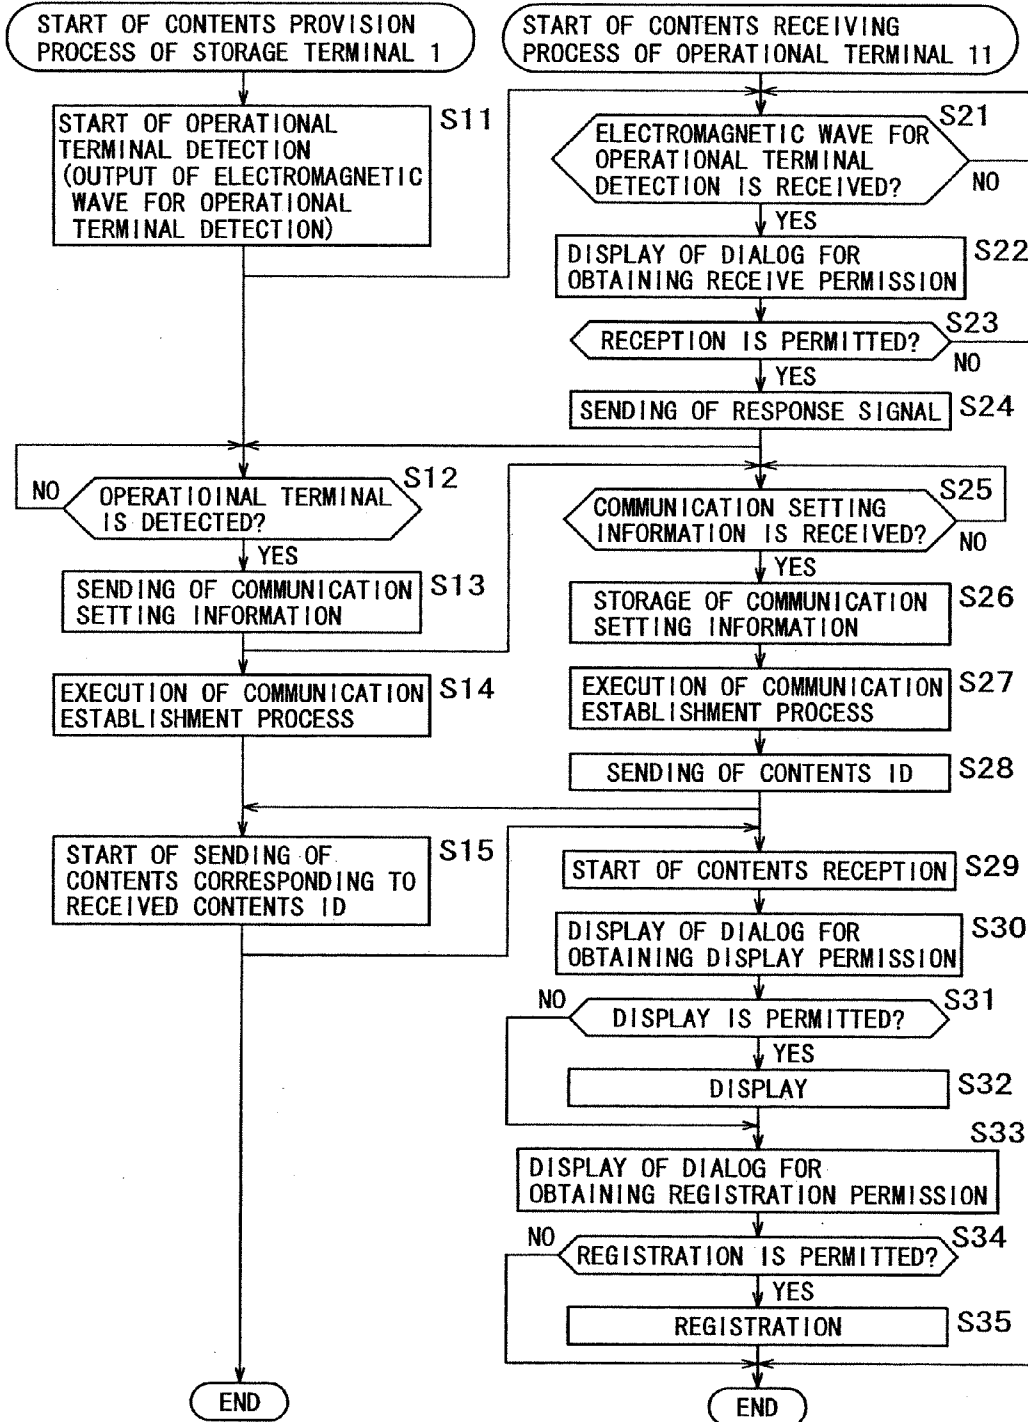 START OF CONTENTS PROVISION
PROCESS OF STORAGE TERMINAL 1
S11
START OF OPERATIONAL
TERMINAL DETECTION
(OUTPUT OF ELECTROMAGNETIC
WAVE FOR OPERATIONAL
TERMINAL DETECTION)
S12
NO
OPERATIOINAL TERMINAL
IS DETECTED?
YES
SENDING OF COMMUNICATION
SETTING INFORMATION
S13
EXECUTION OF COMMUNICATION
ESTABLISHMENT PROCESS
S14
START OF SENDING OF
CONTENTS CORRESPONDING TO
RECEIVED CONTENTS ID
S15
END
START OF CONTENTS RECEIVING
PROCESS OF OPERATIONAL TERMINAL 11
S21
ELECTROMAGNETIC WAVE FOR
OPERATIONAL TERMINAL
DETECTION IS RECEIVED?
NO
YES
DISPLAY OF DIALOG FOR
OBTAINING RECEIVE PERMISSION
S22
S23
RECEPTION IS PERMITTED?
NO
YES
SENDING OF RESPONSE SIGNAL
S24
S25
COMMUNICATION SETTING
INFORMATION IS RECEIVED?
NO
YES
STORAGE OF COMMUNICATION
SETTING INFORMATION
S26
EXECUTION OF COMMUNICATION
ESTABLISHMENT PROCESS
S27
SENDING OF CONTENTS ID
S28
START OF CONTENTS RECEPTION
S29
DISPLAY OF DIALOG FOR
OBTAINING DISPLAY PERMISSION
S30
NO
DISPLAY IS PERMITTED?
S31
YES
DISPLAY
S32
S33
DISPLAY OF DIALOG FOR
OBTAINING REGISTRATION PERMISSION
NO
REGISTRATION IS PERMITTED?
S34
YES
REGISTRATION
S35
END